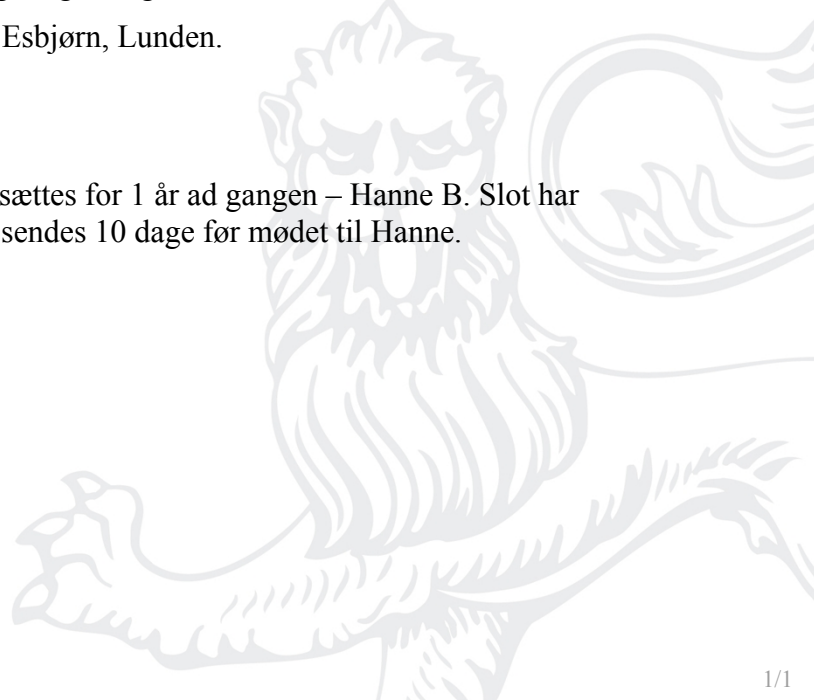 Esbjørn, Lunden.
sættes for 1 år ad gangen – Hanne B. Slot har
sendes 10 dage før mødet til Hanne.
1/1